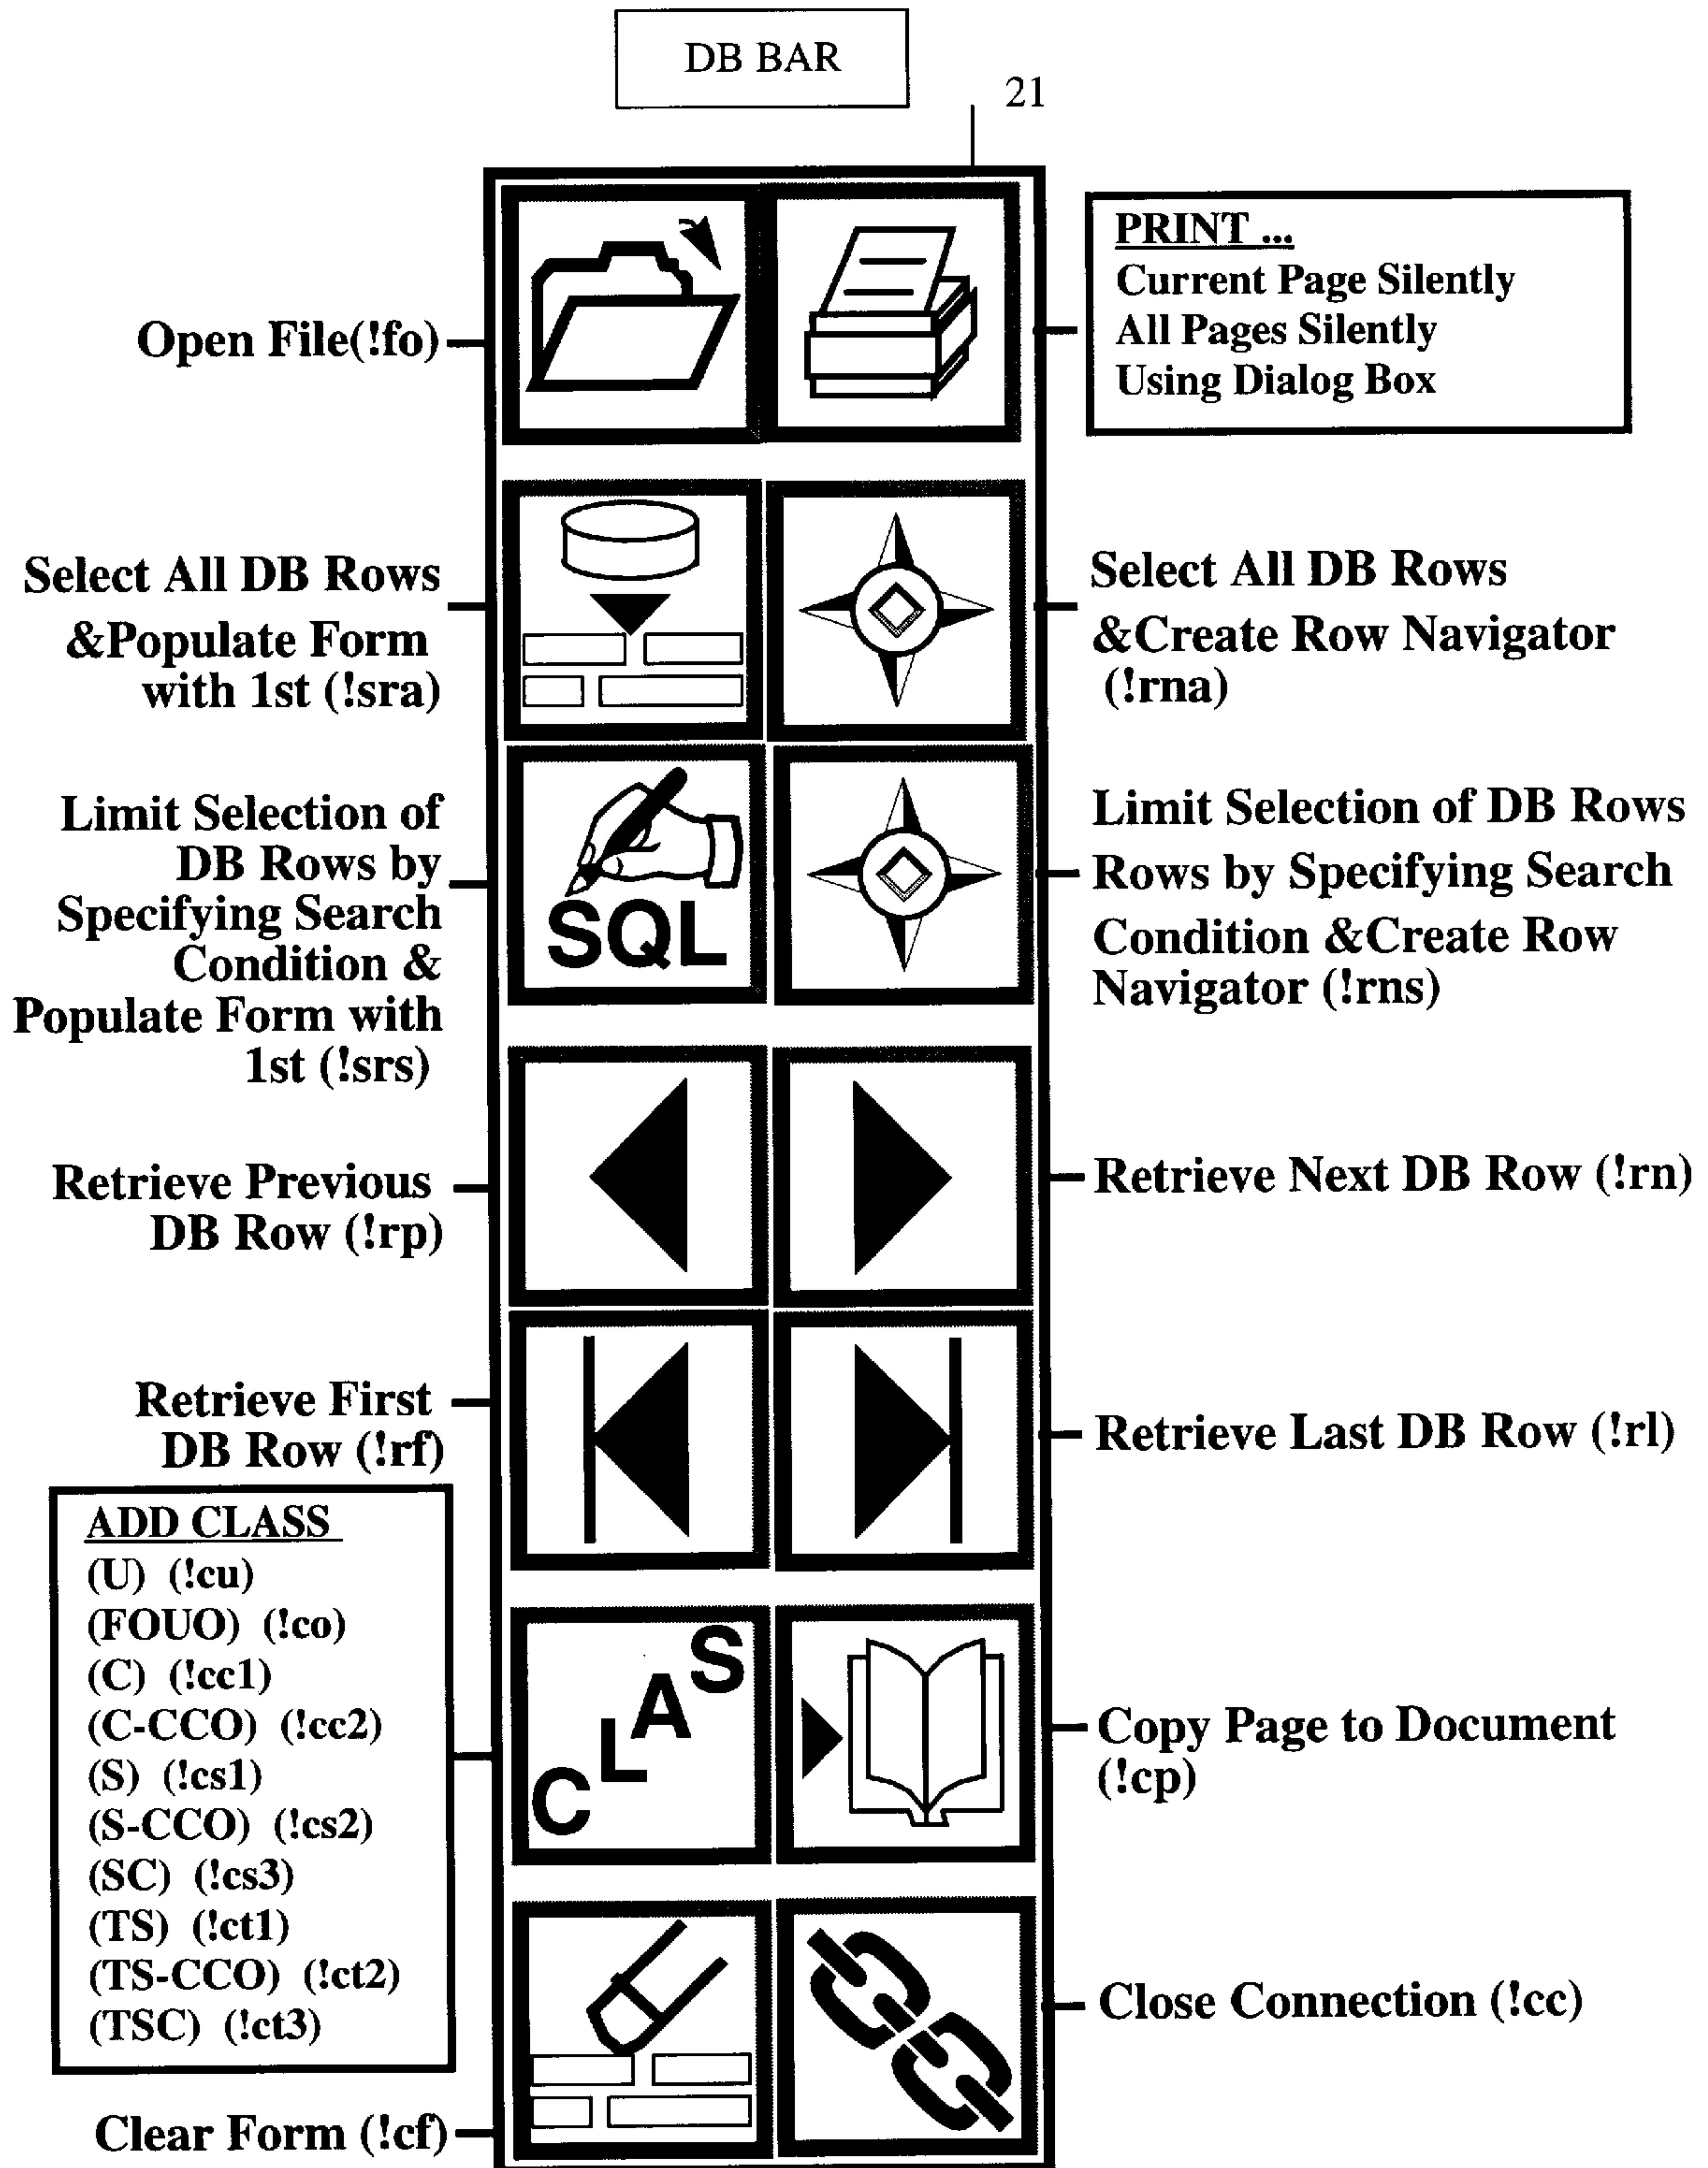 DB BAR
21
Open File(!fo)
PRINT ...
Current Page Silently
All Pages Silently
Using Dialog Box
Select All DB Rows
&Populate Form
with 1st (!sra)
Select All DB Rows
&Create Row Navigator
(!rna)
Limit Selection of
DB Rows by
Specifying Search
Condition &
Populate Form with
1st (!srs)
SQL
Limit Selection of DB Rows
Rows by Specifying Search
Condition &Create Row
Navigator (!rns)
Retrieve Previous
DB Row (!rp)
Retrieve Next DB Row (!rn)
Retrieve First
DB Row (!rf)
Retrieve Last DB Row (!rl)
ADD CLASS
(U) (!cu)
(FOUO) (!co)
(C) (!cc1)
(C-CCO) (!cc2)
(S) (!cs1)
(S-CCO) (!cs2)
(SC) (!cs3)
(TS) (!ct1)
(TS-CCO) (!ct2)
(TSC) (!ct3)
CLAS
Copy Page to Document
(!cp)
Clear Form (!cf)
Close Connection (!cc)